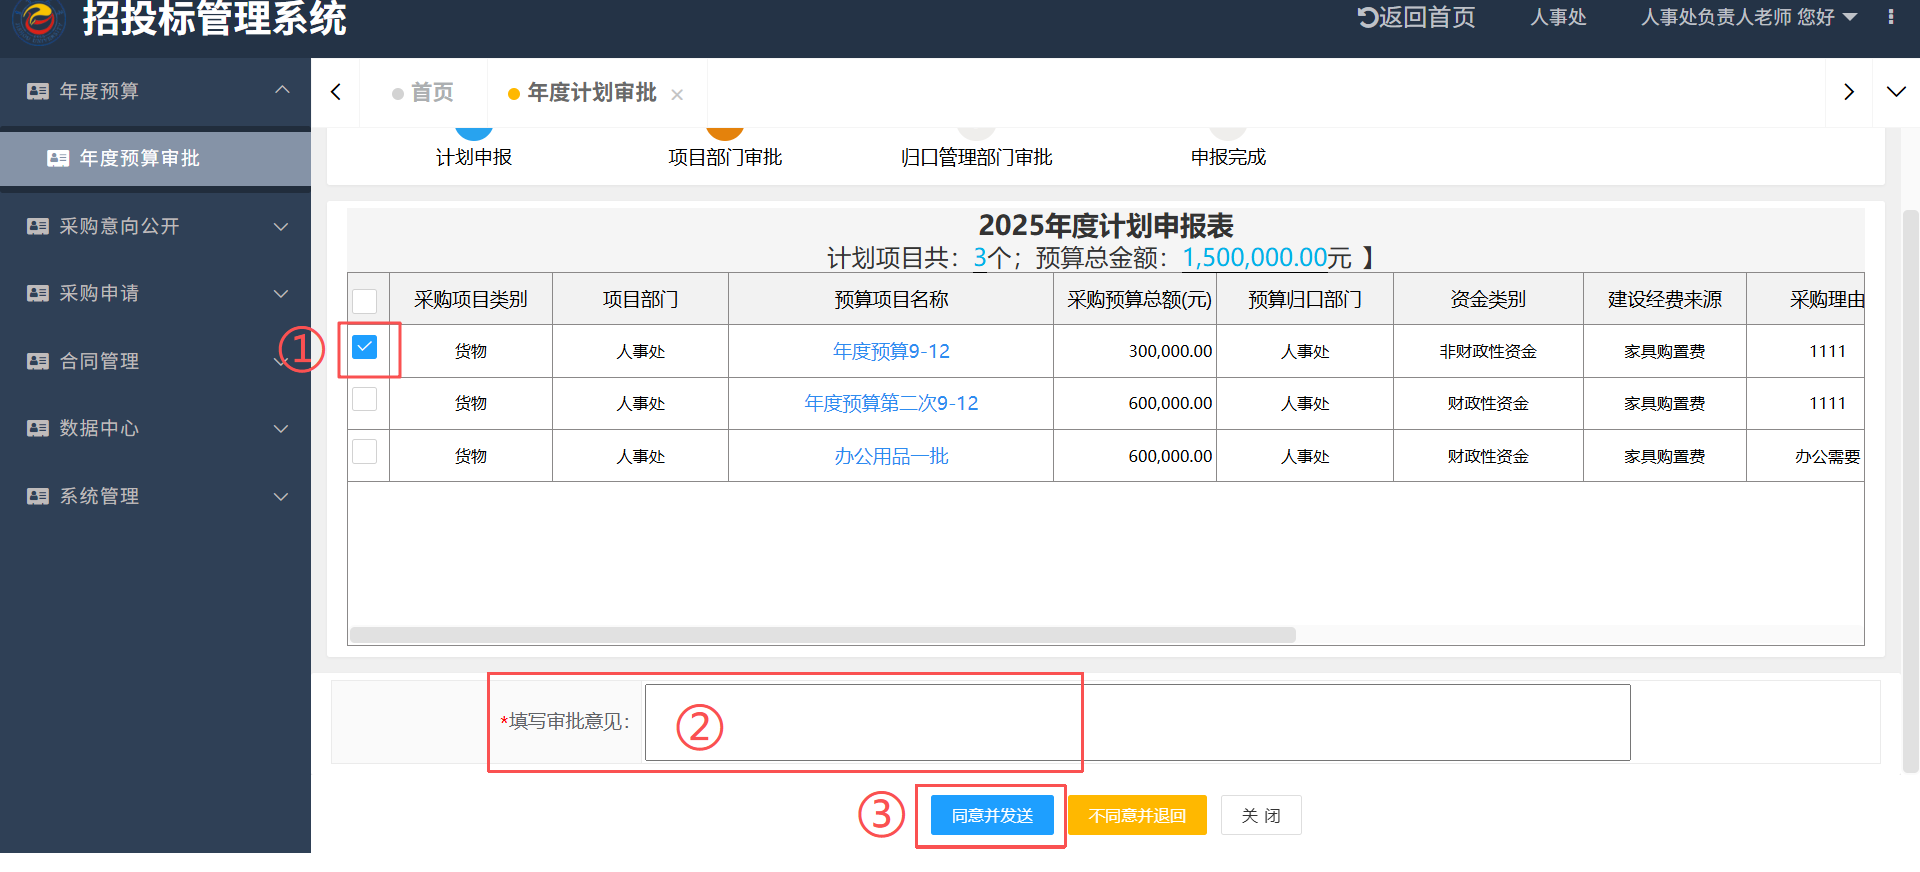 招投标管理系统
返回首页
人事处
人事处负责人老师 您好
年度预算
年度预算审批
采购意向公开
采购申请
合同管理
数据中心
系统管理
首页
年度计划审批
计划申报
项目部门审批
归口管理部门审批
申报完成
2025年度计划申报表
计划项目共：3个；预算总金额：1,500,000.00元 】
采购项目类别 项目部门 预算项目名称 采购预算总额(元) 预算归口部门 资金类别 建设经费来源 采购理由
① 货物 人事处 年度预算9-12 300,000.00 人事处 非财政性资金 家具购置费 1111
货物 人事处 年度预算第二次9-12 600,000.00 人事处 财政性资金 家具购置费 1111
货物 人事处 办公用品一批 600,000.00 人事处 财政性资金 家具购置费 办公需要
*填写审批意见： ②
③ 同意并发送 不同意并退回 关 闭